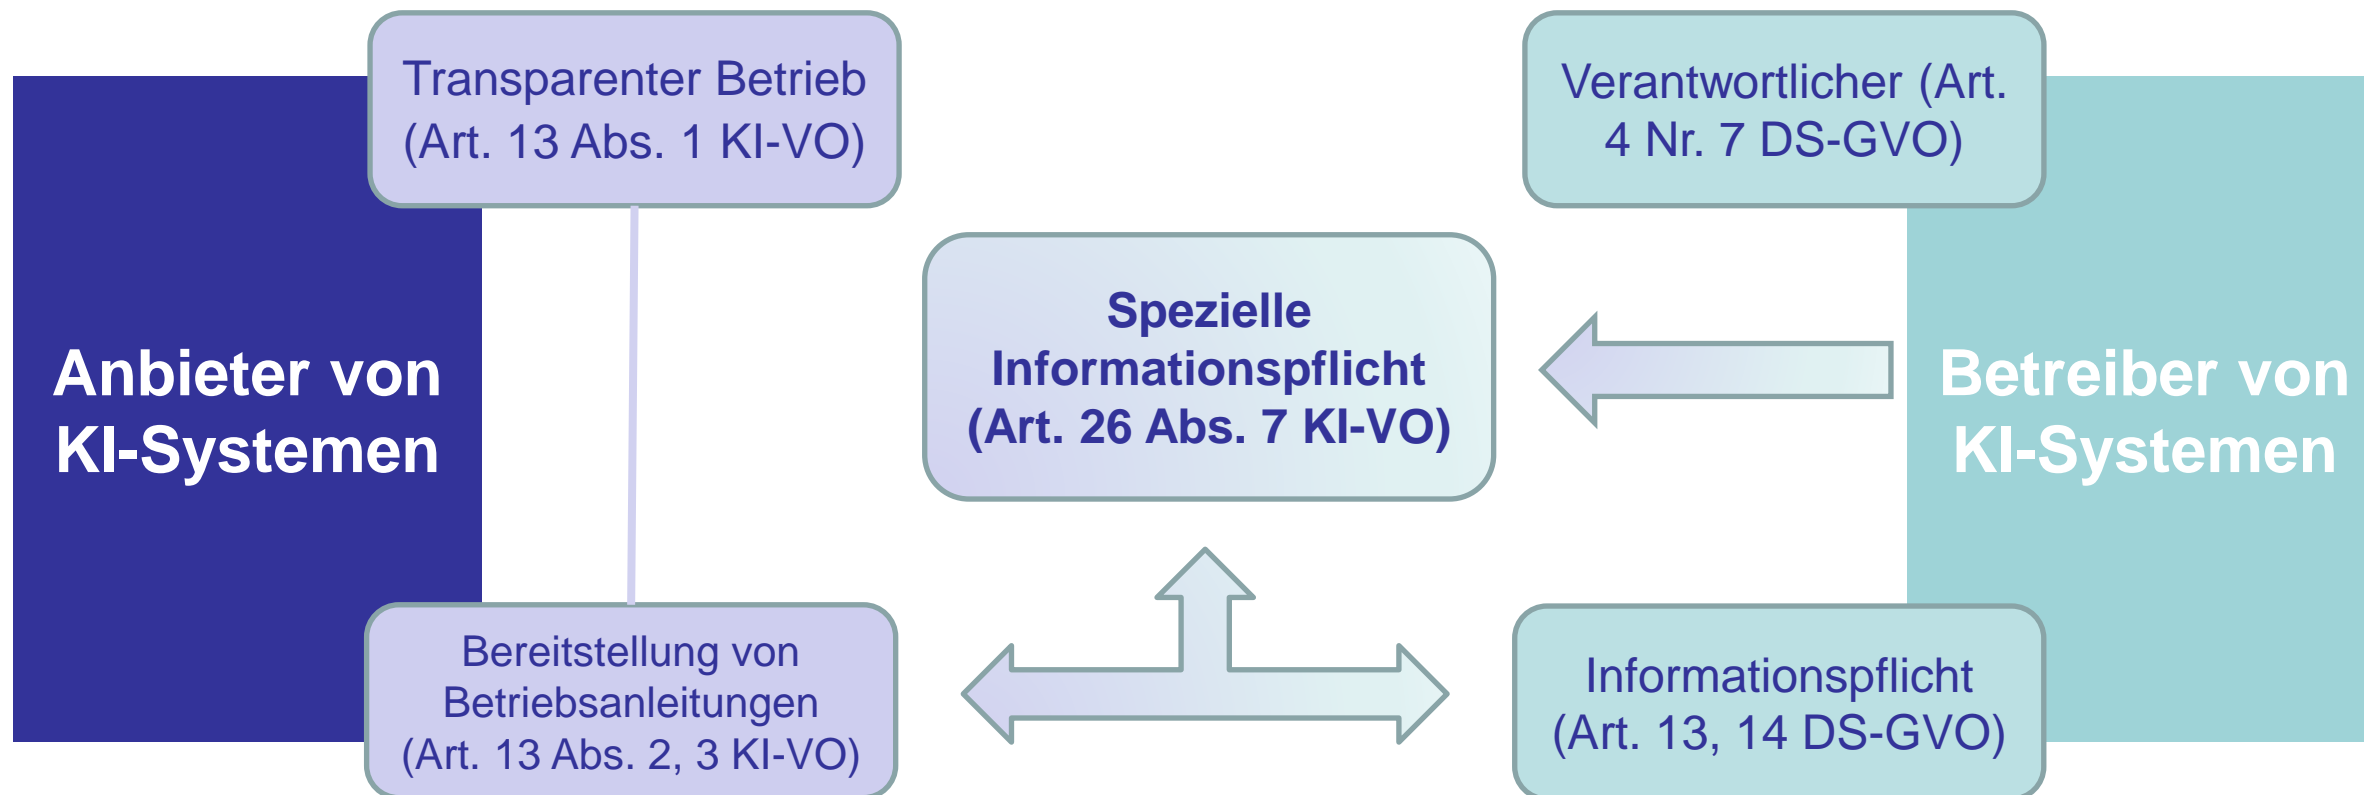 Transparenter Betrieb
(Art. 13 Abs. 1 KI-VO)
Verantwortlicher (Art.
4 Nr. 7 DS-GVO)
Anbieter von
KI-Systemen
Spezielle
Informationspflicht
(Art. 26 Abs. 7 KI-VO)
Betreiber von
KI-Systemen
Bereitstellung von
Betriebsanleitungen
(Art. 13 Abs. 2, 3 KI-VO)
Informationspflicht
(Art. 13, 14 DS-GVO)